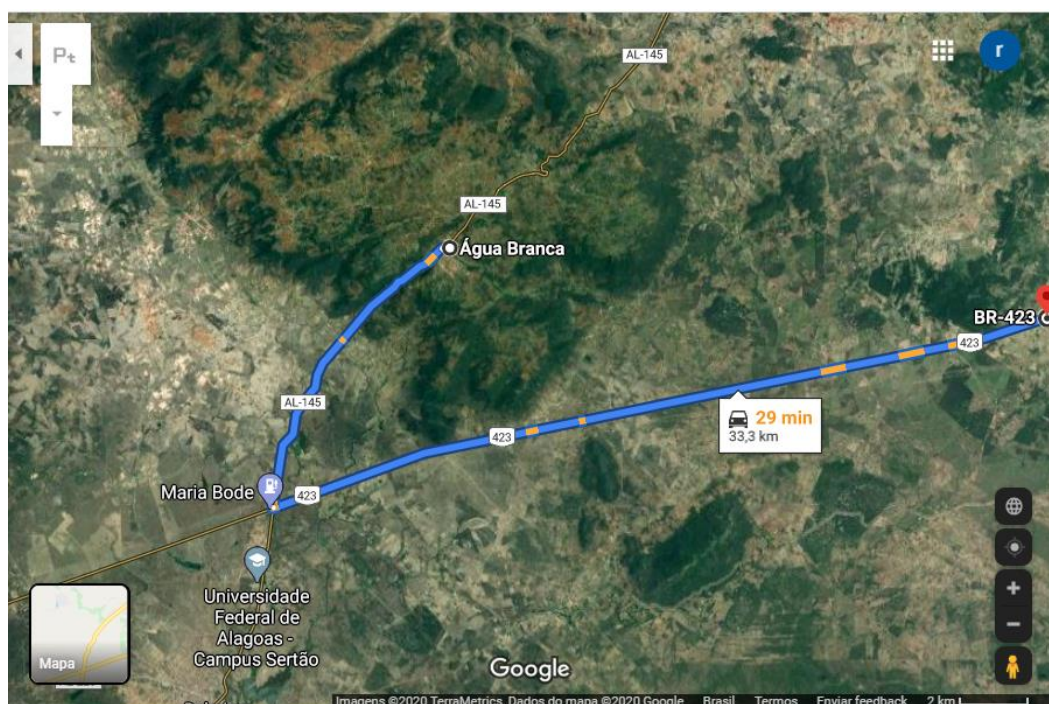 Pt
AL-145
r
AL-145
Água Branca
BR-423
423
29 min
33,3 km
AL-145
423
Maria Bode
423
Universidade
Federal de
Alagoas -
Campus Sertão
Mapa
Google
Imagens ©2020 TerraMetrics, Dados do mapa ©2020 Google Brasil Termos Enviar feedback 2 km